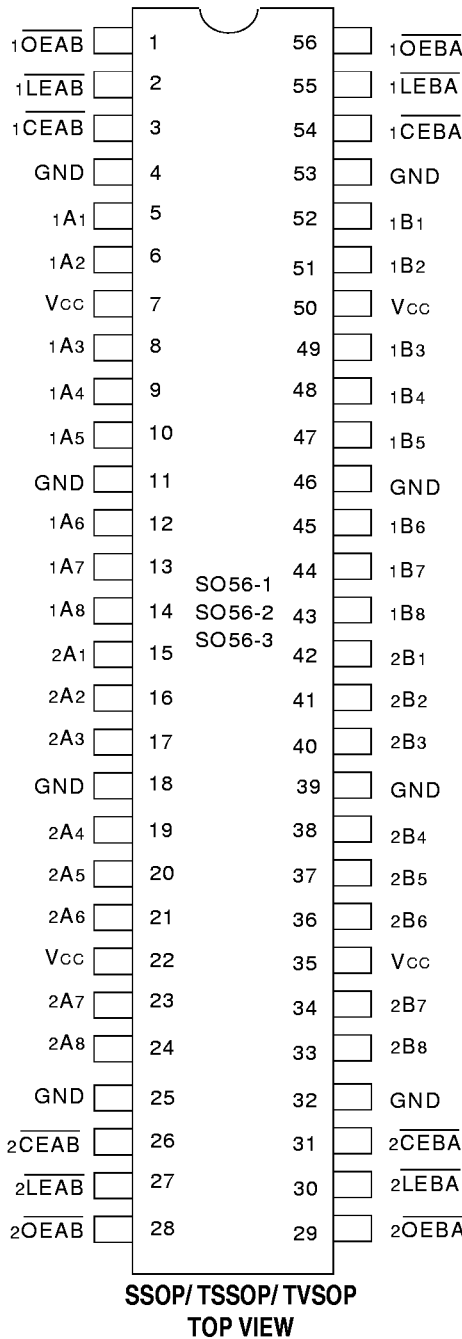 1OEAB 1 56 1OEBA
1LEAB 2 55 1LEBA
1CEAB 3 54 1CEBA
GND 4 53 GND
1A1 5 52 1B1
1A2 6 51 1B2
VCC 7 50 VCC
1A3 8 49 1B3
1A4 9 48 1B4
1A5 10 47 1B5
GND 11 46 GND
1A6 12 45 1B6
1A7 13 44 1B7
SO56-1
1A8 14 SO56-2 43 1B8
SO56-3
2A1 15 42 2B1
2A2 16 41 2B2
2A3 17 40 2B3
GND 18 39 GND
2A4 19 38 2B4
2A5 20 37 2B5
2A6 21 36 2B6
VCC 22 35 VCC
2A7 23 34 2B7
2A8 24 33 2B8
GND 25 32 GND
2CEAB 26 31 2CEBA
2LEAB 27 30 2LEBA
2OEAB 28 29 2OEBA
SSOP/ TSSOP/ TVSOP
TOP VIEW